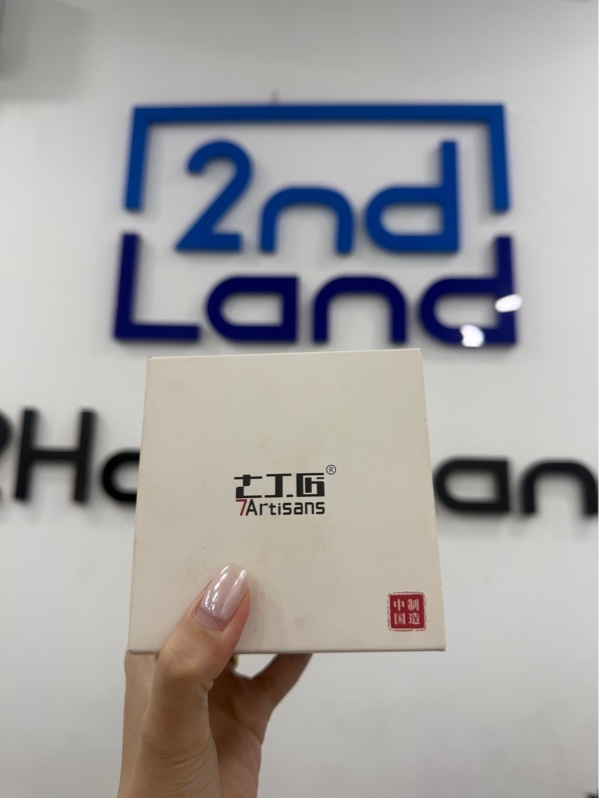 2nd
Land
七工匠®
7Artisans
中制
国造